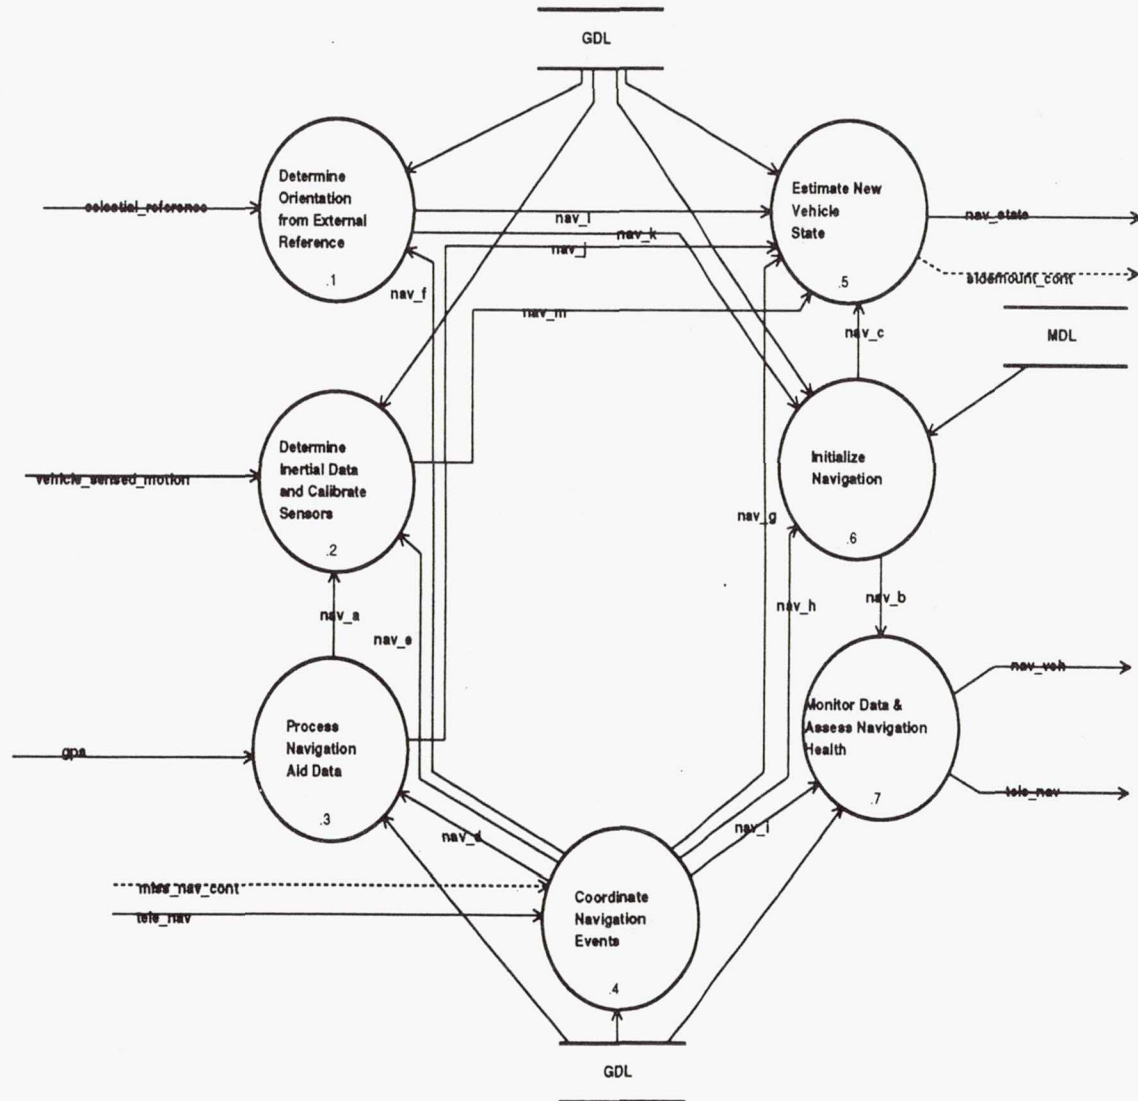 GDL
Determine
Orientation
from External
Reference
.1
Estimate New
Vehicle
State
.5
celestial_reference
nav_l
nav_k
nav_j
nav_state
sidemount_cont
nav_f
nav_m
nav_c
MDL
Determine
Inertial Data
and Calibrate
Sensors
.2
Initialize
Navigation
.6
vehicle_sensed_motion
nav_g
nav_a
nav_e
nav_h
nav_b
nav_veh
Process
Navigation
Aid Data
.3
Monitor Data &
Assess Navigation
Health
.7
gps
tele_nav
nav_d
nav_i
miss_nav_cont
tele_nav
Coordinate
Navigation
Events
.4
GDL